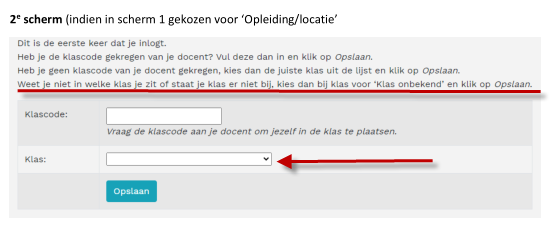 2e scherm (indien in scherm 1 gekozen voor ‘Opleiding/locatie’
Dit is de eerste keer dat je inlogt.
Heb je de klascode gekregen van je docent? Vul deze dan in en klik op Opslaan.
Heb je geen klascode van je docent gekregen, kies dan de juiste klas uit de lijst en klik op Opslaan.
Weet je niet in welke klas je zit of staat je klas er niet bij, kies dan bij klas voor ‘Klas onbekend’ en klik op Opslaan.
Klascode:
Vraag de klascode aan je docent om jezelf in de klas te plaatsen.
Klas:
Opslaan